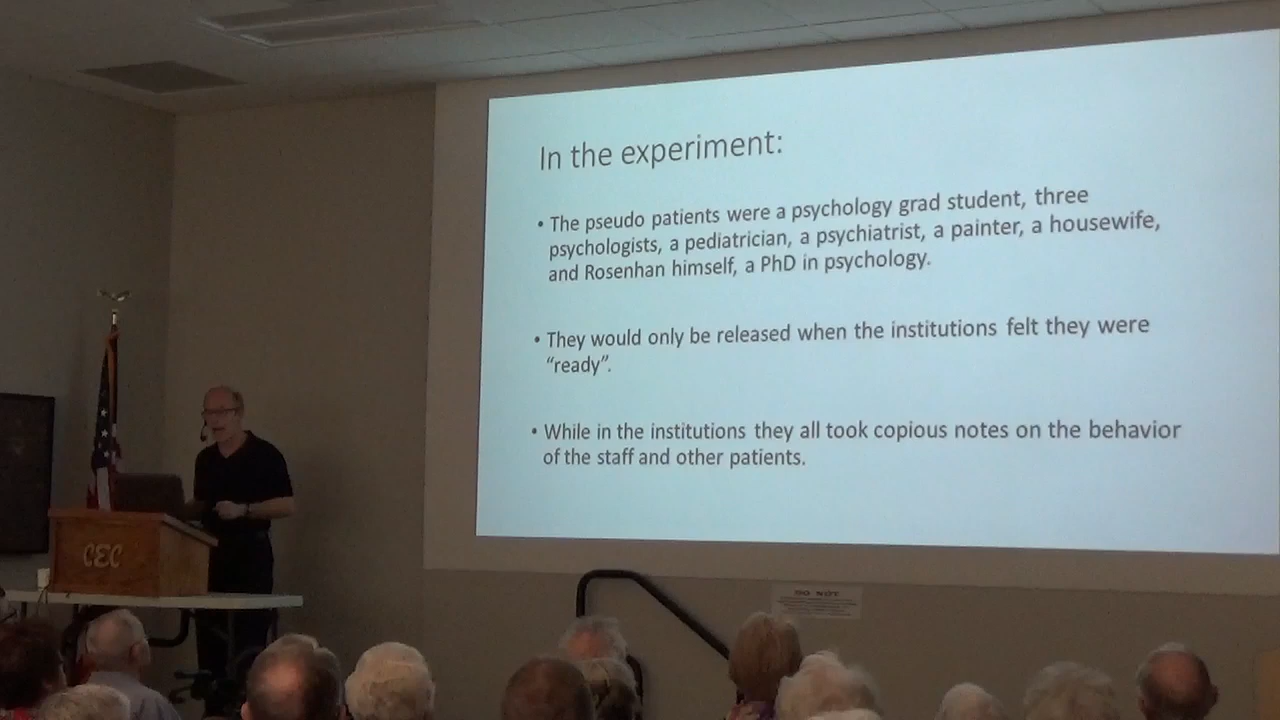 In the experiment:
• The pseudo patients were a psychology grad student, three
psychologists, a pediatrician, a psychiatrist, a painter, a housewife,
and Rosenhan himself, a PhD in psychology.
• They would only be released when the institutions felt they were
“ready”.
• While in the institutions they all took copious notes on the behavior
of the staff and other patients.
CEC
DO NOT